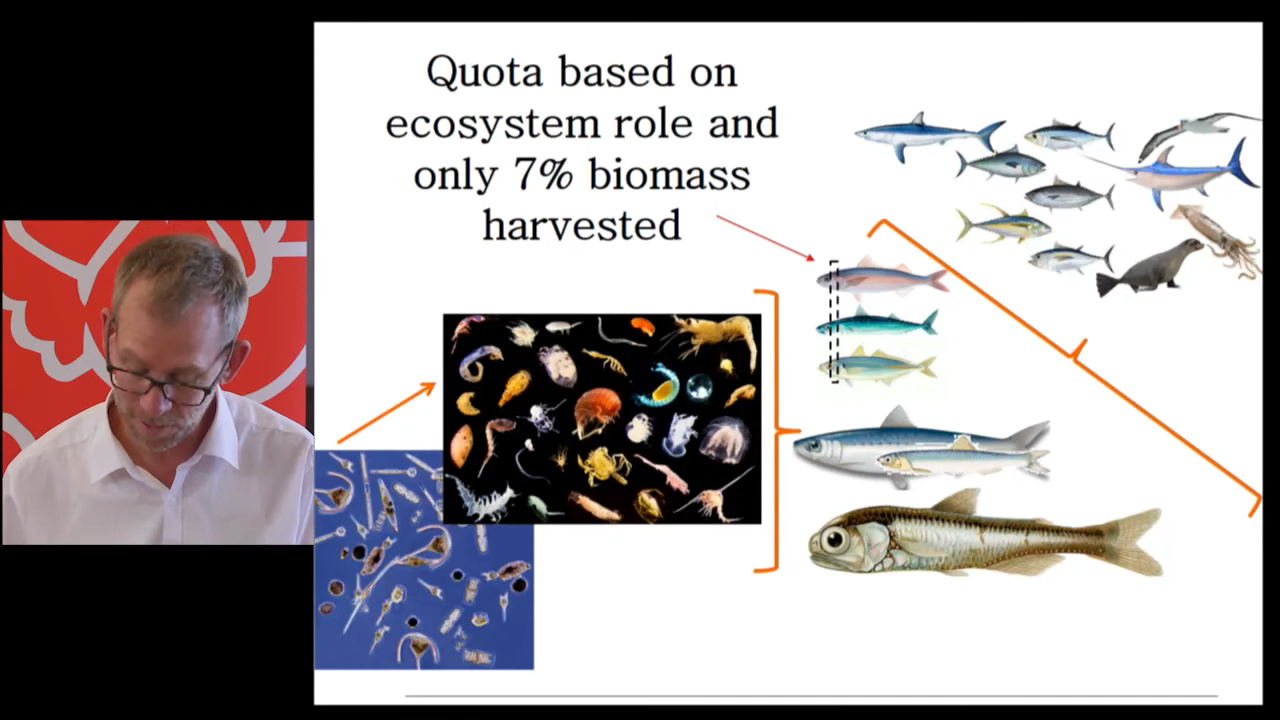 Quota based on
ecosystem role and
only 7% biomass
harvested